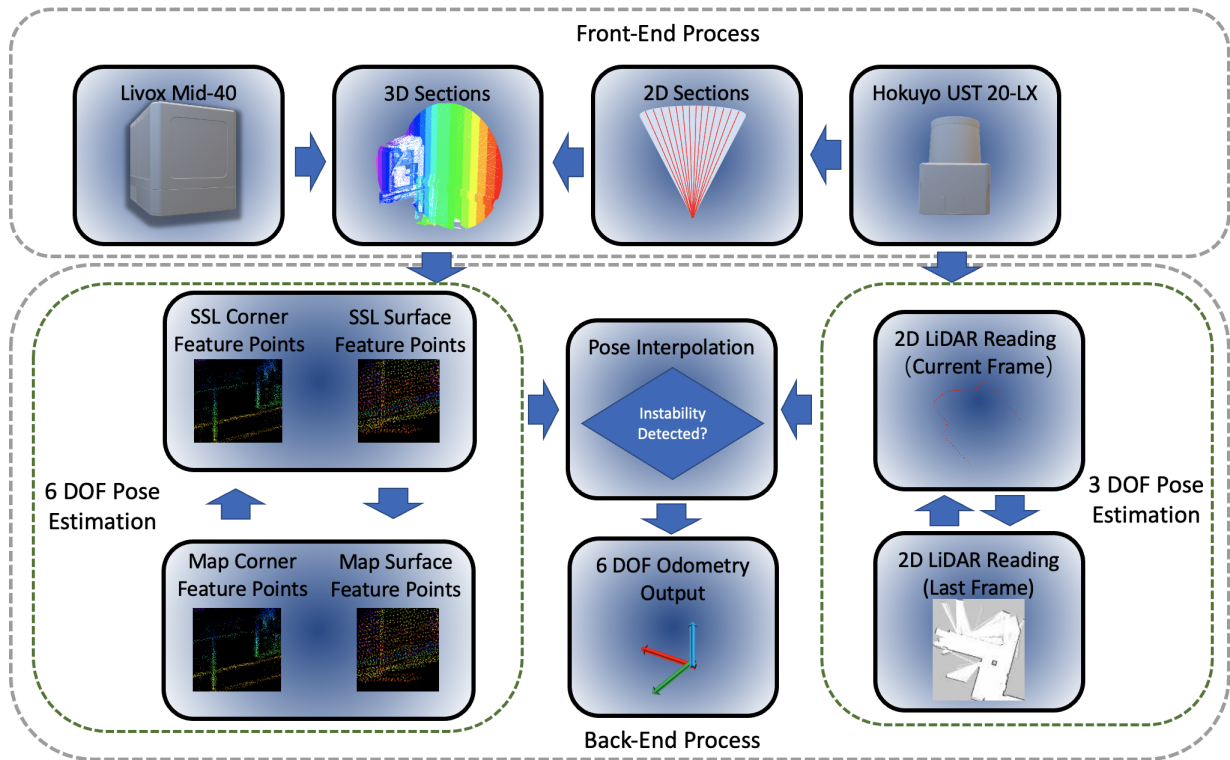 Front-End Process
Livox Mid-40
3D Sections
2D Sections
Hokuyo UST 20-LX
SSL Corner
Feature Points
SSL Surface
Feature Points
Pose Interpolation
Instability
Detected?
2D LiDAR Reading
（Current Frame）
6 DOF Pose
Estimation
3 DOF Pose
Estimation
Map Corner
Feature Points
Map Surface
Feature Points
6 DOF Odometry
Output
2D LiDAR Reading
(Last Frame)
Back-End Process